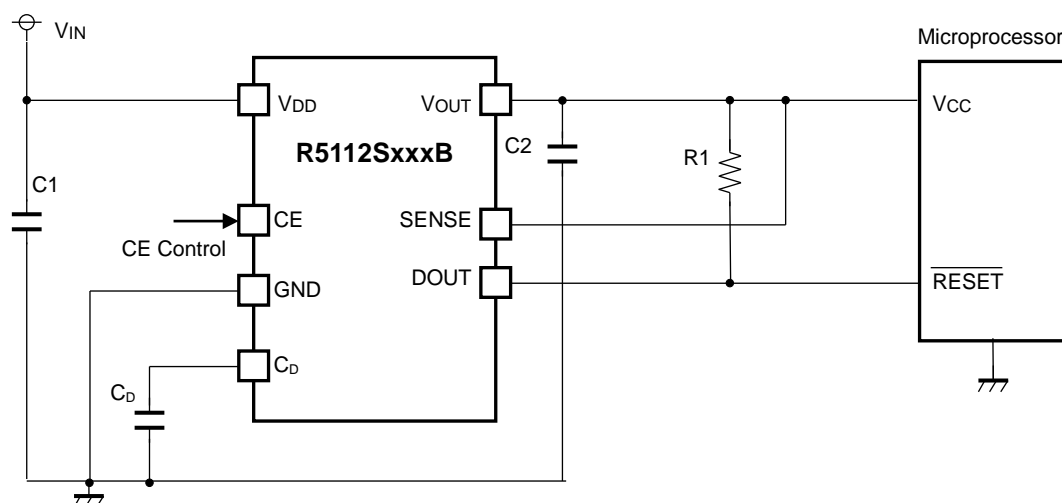 VIN
Microprocessor
VDD
VOUT
VCC
R5112SxxxB
C2
R1
C1
CE
SENSE
CE Control
DOUT
GND
RESET
CD
CD